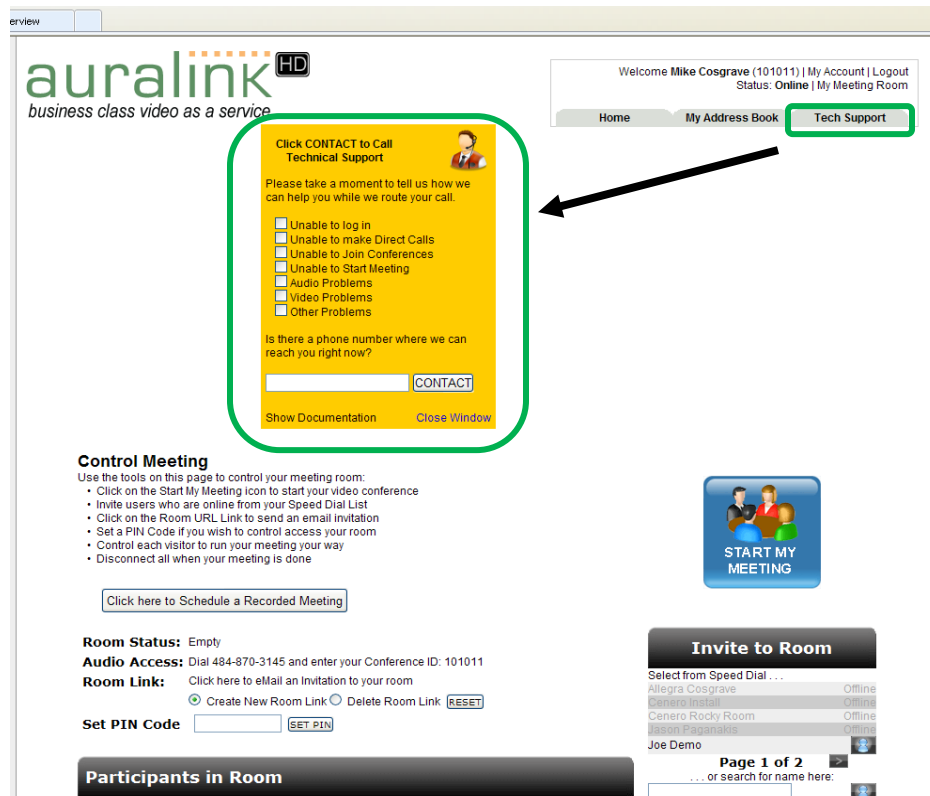 erview
auralink HD
business class video as a service
Welcome Mike Cosgrave (101011) | My Account | Logout
Status: Online | My Meeting Room
Home My Address Book Tech Support
Click CONTACT to Call
Technical Support
Please take a moment to tell us how we
can help you while we route your call.
Unable to log in
Unable to make Direct Calls
Unable to Join Conferences
Unable to Start Meeting
Audio Problems
Video Problems
Other Problems
Is there a phone number where we can
reach you right now?
CONTACT
Show Documentation Close Window
Control Meeting
Use the tools on this page to control your meeting room:
• Click on the Start My Meeting icon to start your video conference
• Invite users who are online from your Speed Dial List
• Click on the Room URL Link to send an email invitation
• Set a PIN Code if you wish to control access your room
• Control each visitor to run your meeting your way
• Disconnect all when your meeting is done
START MY
MEETING
Click here to Schedule a Recorded Meeting
Room Status: Empty
Audio Access: Dial 484-870-3145 and enter your Conference ID: 101011
Room Link: Click here to eMail an Invitation to your room
Create New Room Link Delete Room Link RESET
Set PIN Code SET PIN
Invite to Room
Select from Speed Dial . . .
Allegra Cosgrave Offline
Cenero Install Offline
Cenero Rocky Room Offline
Jason Paganakis Offline
Joe Demo
Page 1 of 2 >
. . . or search for name here:
Participants in Room